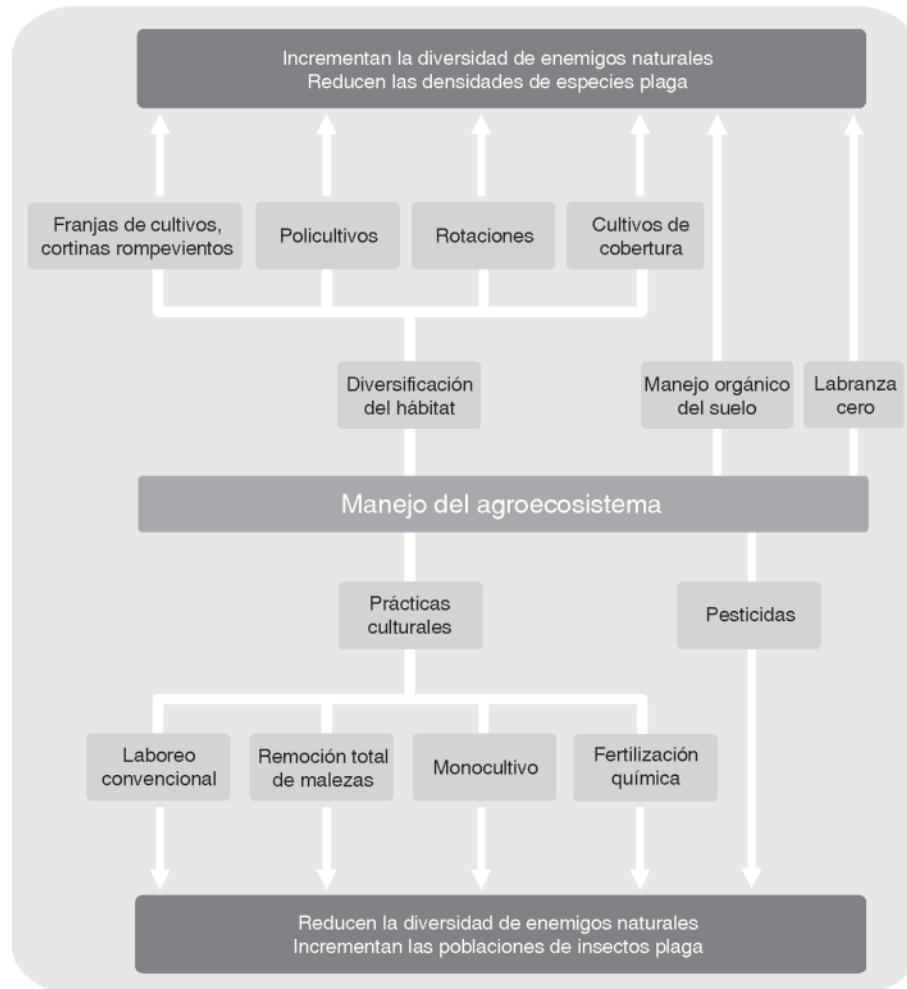 Incrementan la diversidad de enemigos naturales
Reducen las densidades de especies plaga
Franjas de cultivos,
cortinas rompevientos
Policultivos
Rotaciones
Cultivos de
cobertura
Diversificación
del hábitat
Manejo orgánico
del suelo
Labranza
cero
Manejo del agroecosistema
Prácticas
culturales
Pesticidas
Laboreo
convencional
Remoción total
de malezas
Monocultivo
Fertilización
química
Reducen la diversidad de enemigos naturales
Incrementan las poblaciones de insectos plaga